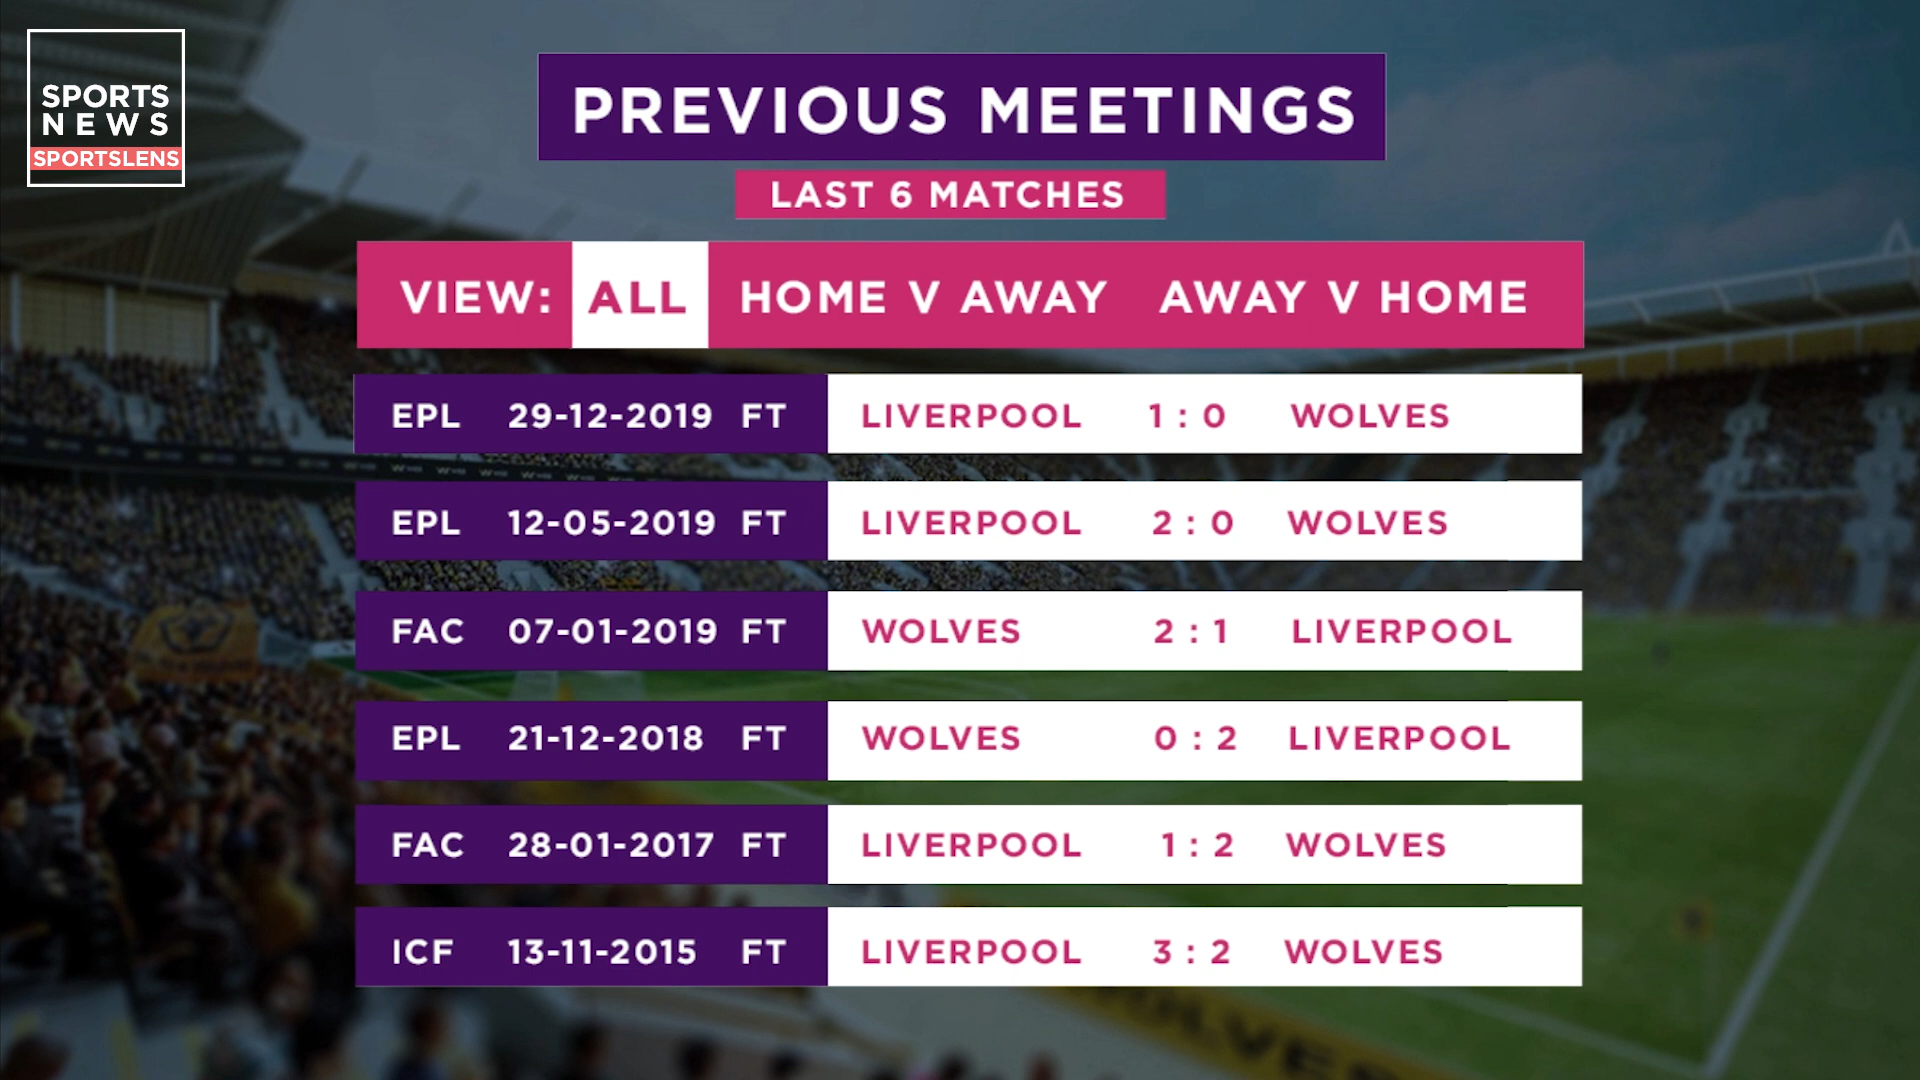 SPORTS
NEWS
SPORTSLENS
PREVIOUS MEETINGS
LAST 6 MATCHES
VIEW: ALL HOME V AWAY AWAY V HOME
EPL 29-12-2019 FT LIVERPOOL 1 : 0 WOLVES
EPL 12-05-2019 FT LIVERPOOL 2 : 0 WOLVES
FAC 07-01-2019 FT WOLVES 2 : 1 LIVERPOOL
EPL 21-12-2018 FT WOLVES 0 : 2 LIVERPOOL
FAC 28-01-2017 FT LIVERPOOL 1 : 2 WOLVES
ICF 13-11-2015 FT LIVERPOOL 3 : 2 WOLVES